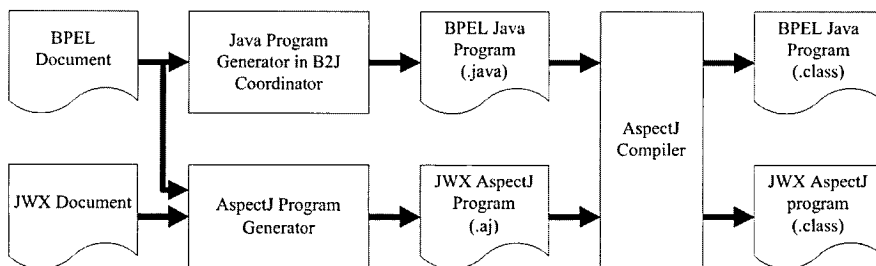 BPEL
Document
Java Program
Generator in B2J
Coordinator
BPEL Java
Program
(.java)
AspectJ
Compiler
BPEL Java
Program
(.class)
JWX Document
AspectJ Program
Generator
JWX AspectJ
Program
(.aj)
JWX AspectJ
program
(.class)